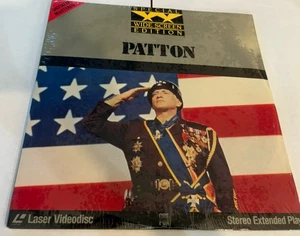 SPECIAL
WIDE-SCREEN
EDITION
PATTON
Laser Videodisc
Stereo Extended Play